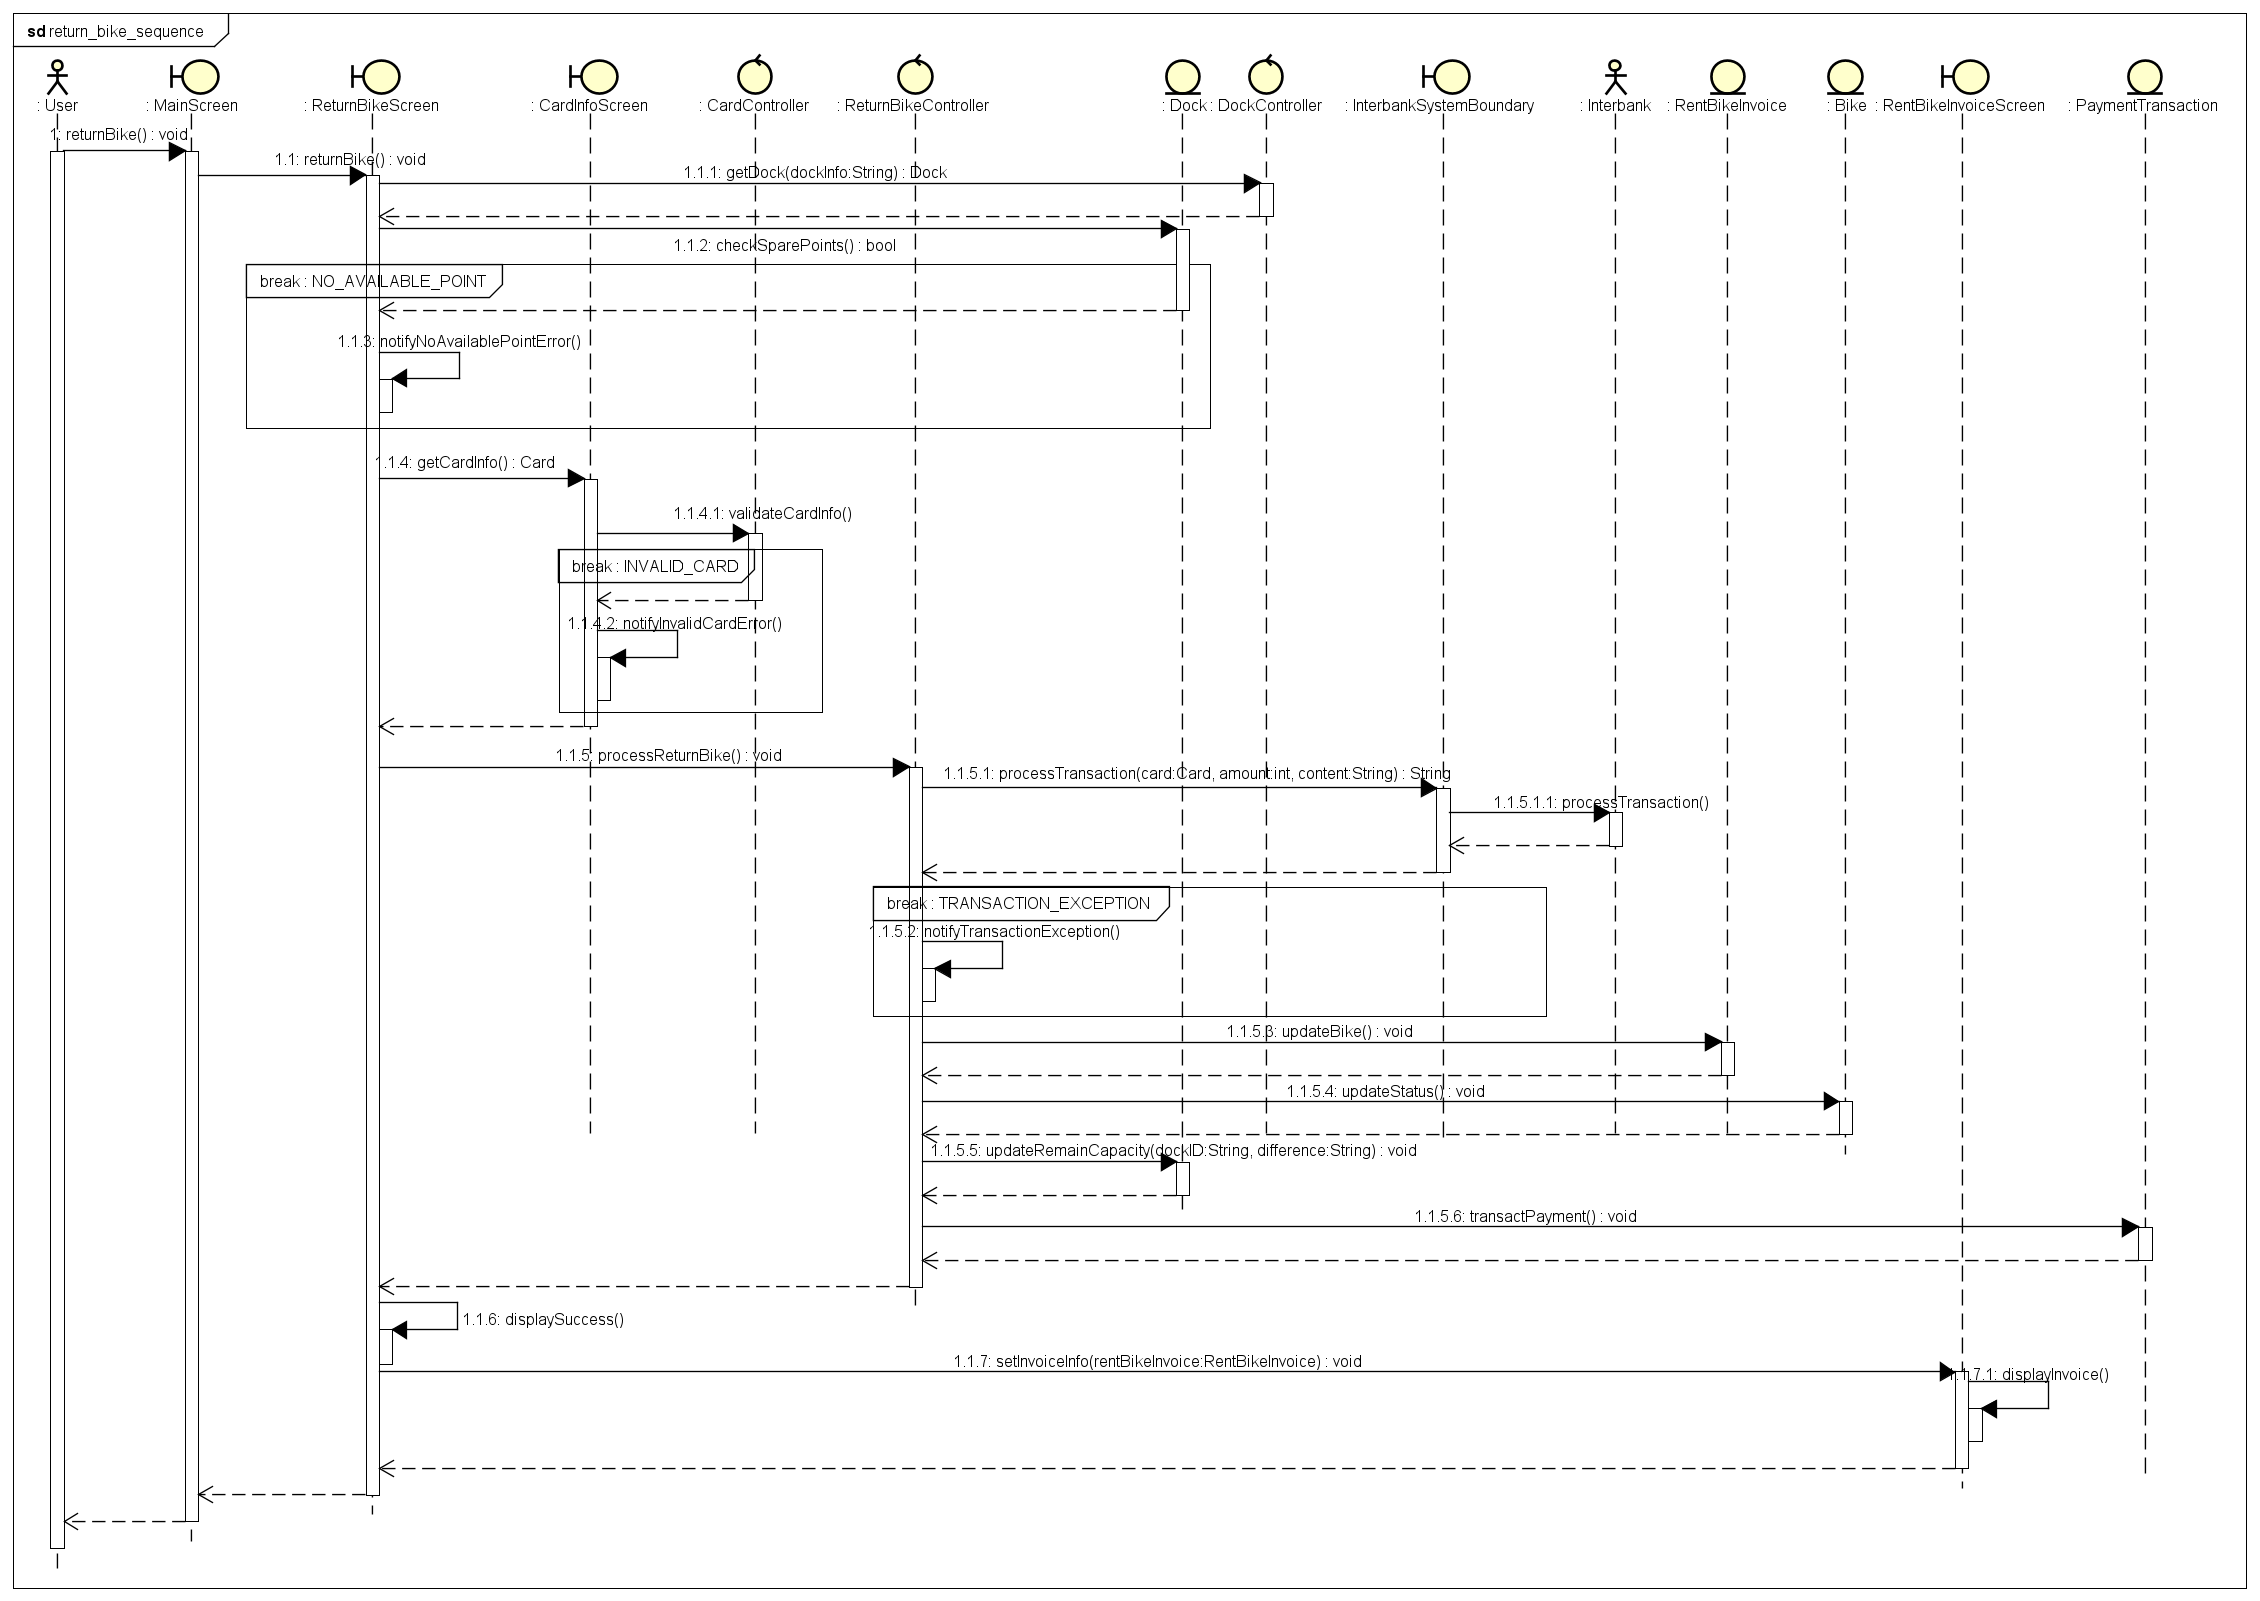 sd return_bike_sequence
: User
: MainScreen
: ReturnBikeScreen
: CardInfoScreen
: CardController
: ReturnBikeController
: Dock
: DockController
: InterbankSystemBoundary
: Interbank
: RentBikeInvoice
: Bike
: RentBikeInvoiceScreen
: PaymentTransaction
1: returnBike() : void
1.1: returnBike() : void
1.1.1: getDock(dockInfo:String) : Dock
1.1.2: checkSparePoints() : bool
break : NO_AVAILABLE_POINT
1.1.3: notifyNoAvailablePointError()
1.1.4: getCardInfo() : Card
1.1.4.1: validateCardInfo()
break : INVALID_CARD
1.1.4.2: notifyInvalidCardError()
1.1.5: processReturnBike() : void
1.1.5.1: processTransaction(card:Card, amount:int, content:String) : String
1.1.5.1.1: processTransaction()
break : TRANSACTION_EXCEPTION
1.1.5.2: notifyTransactionException()
1.1.5.3: updateBike() : void
1.1.5.4: updateStatus() : void
1.1.5.5: updateRemainCapacity(dockID:String, difference:String) : void
1.1.5.6: transactPayment() : void
1.1.6: displaySuccess()
1.1.7: setInvoiceInfo(rentBikeInvoice:RentBikeInvoice) : void
1.1.7.1: displayInvoice()